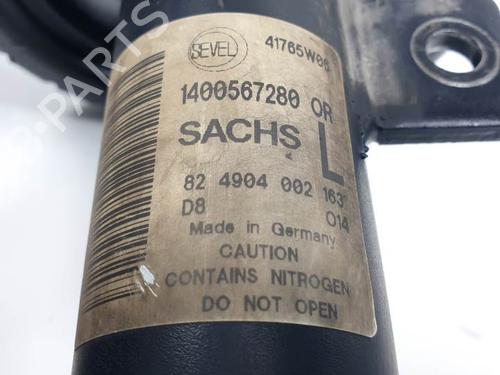 SEVEL 41765W06
1400567280 OR
SACHS L
82 4904 002 163
D8 014
Made in Germany
CAUTION
CONTAINS NITROGEN
DO NOT OPEN